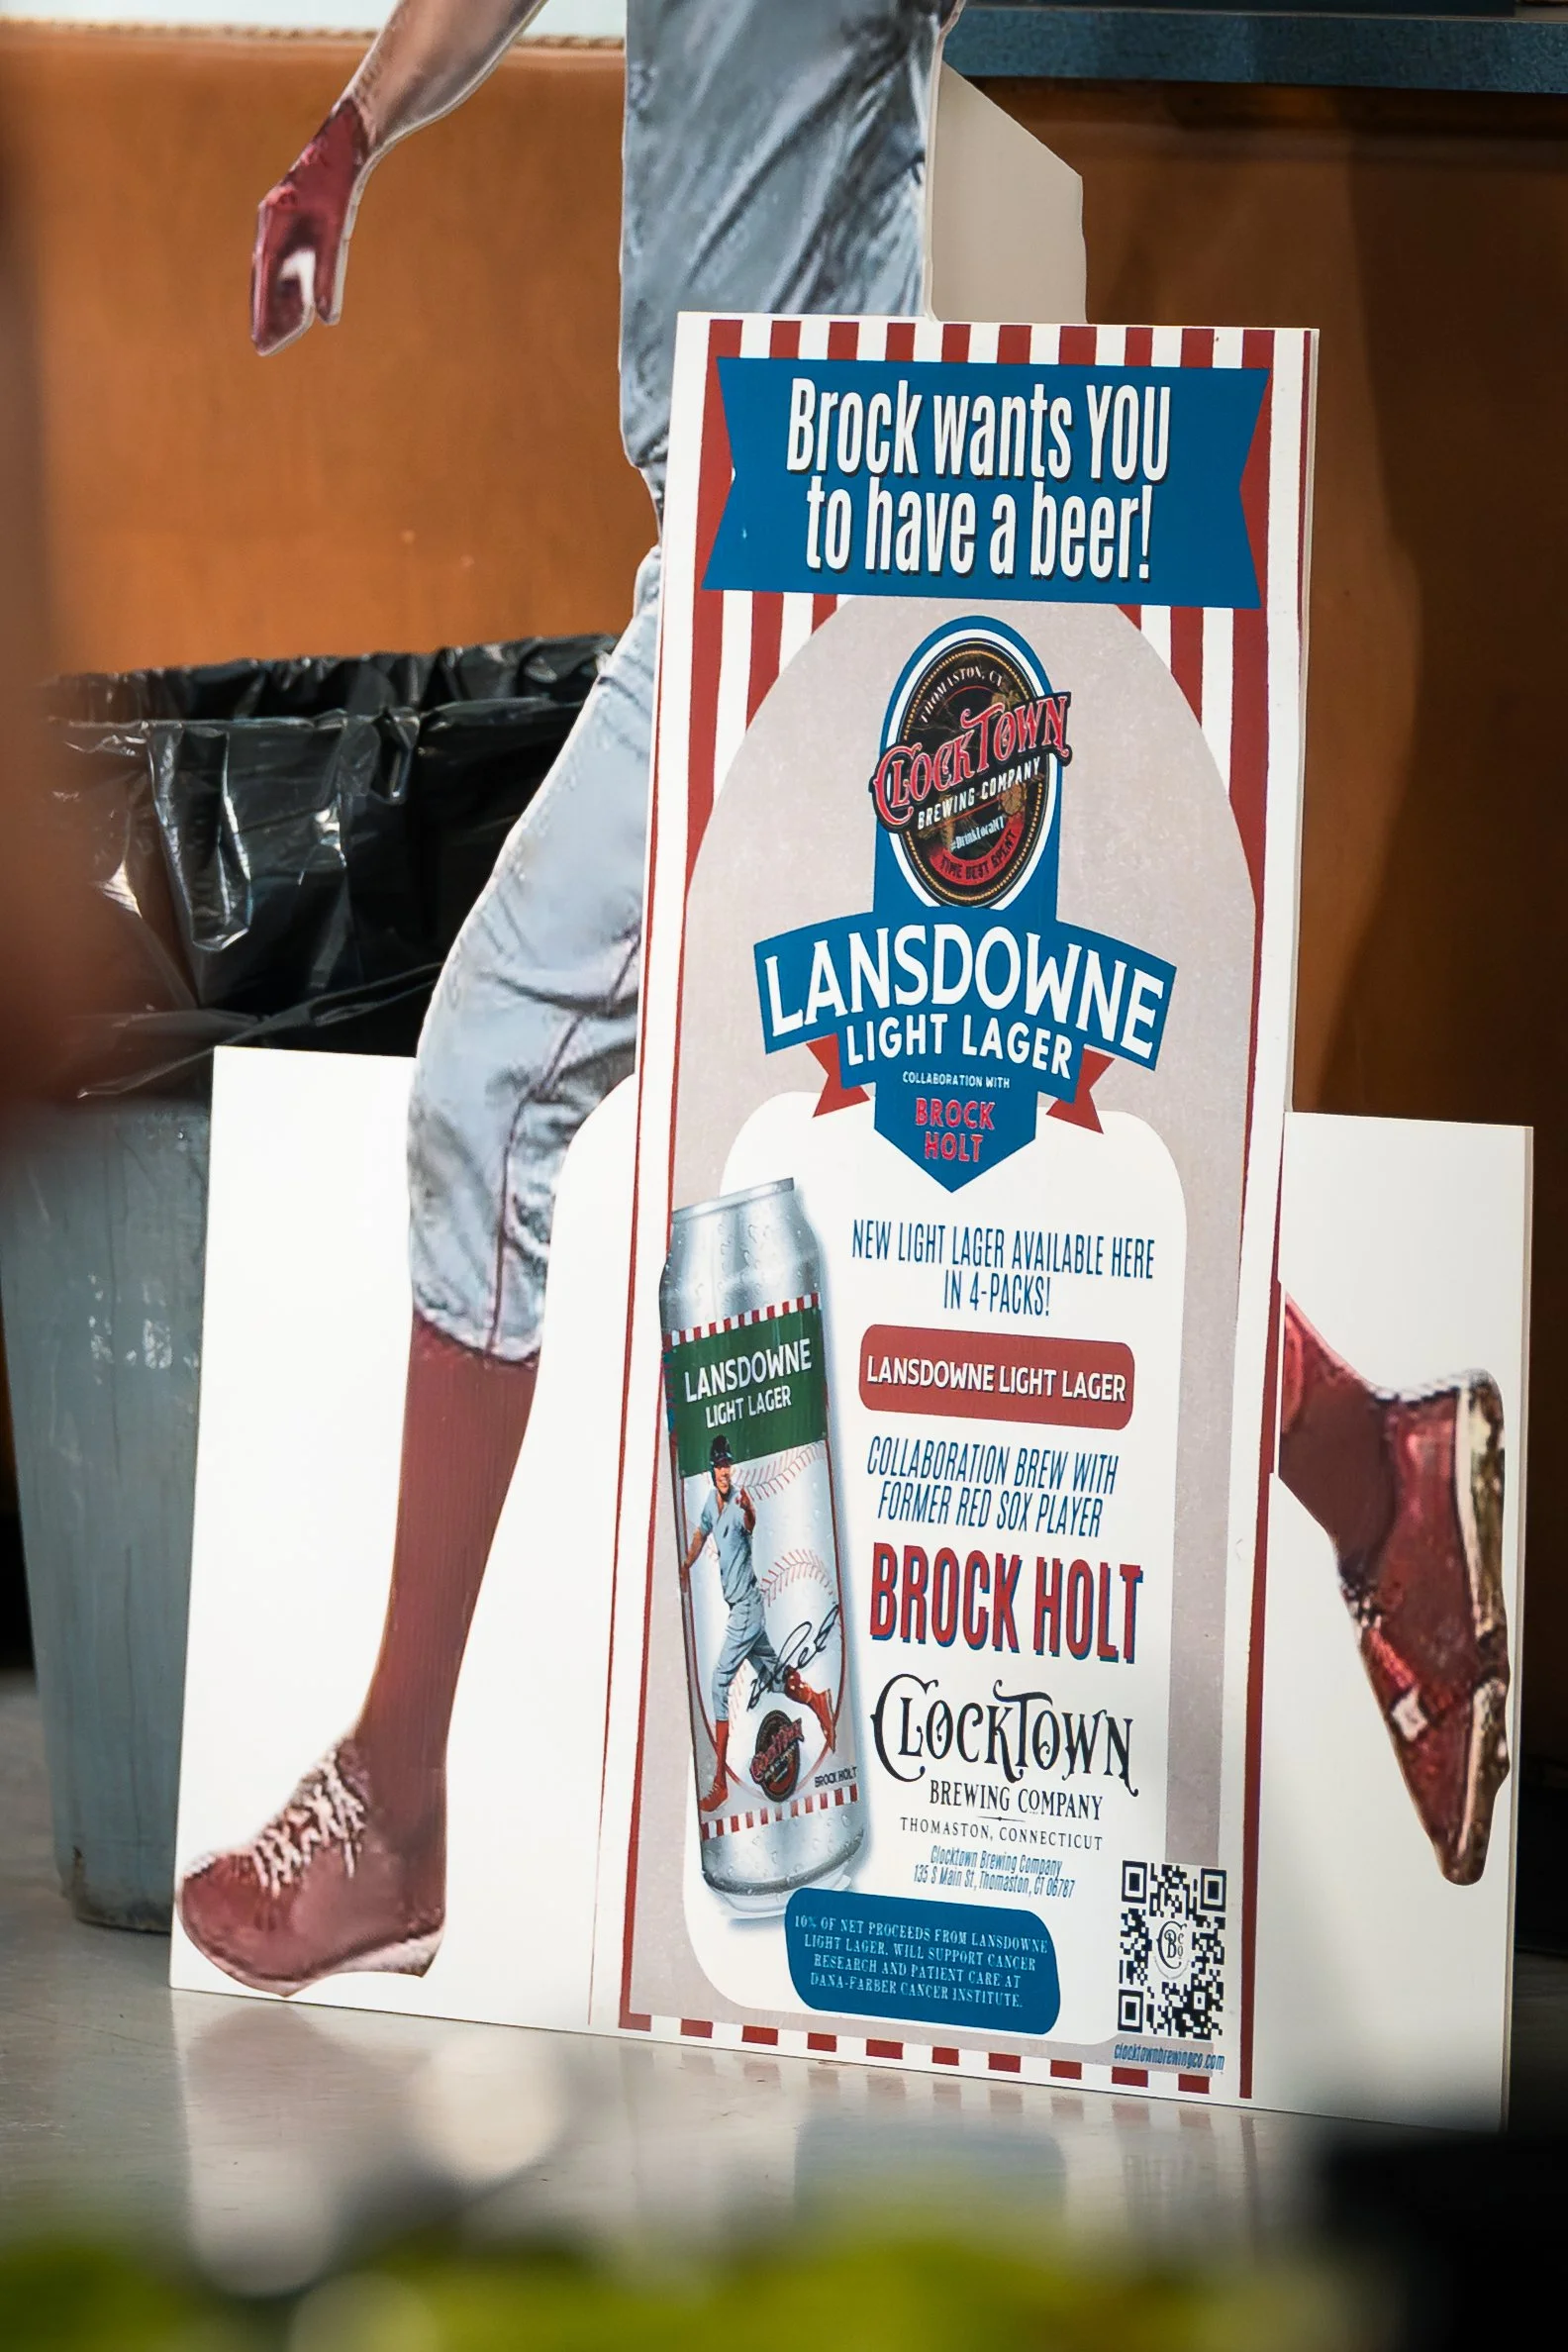 Brock wants YOU
to have a beer!
THOMASTON, CT
CLOCKTOWN
BREWING COMPANY
#DrinkLocalCT
TIME BEST SPENT
LANSDOWNE
LIGHT LAGER
COLLABORATION WITH
BROCK
HOLT
NEW LIGHT LAGER AVAILABLE HERE
IN 4-PACKS!
LANSDOWNE LIGHT LAGER
COLLABORATION BREW WITH
FORMER RED SOX PLAYER
BROCK HOLT
CLOCKTOWN
BREWING COMPANY
THOMASTON, CONNECTICUT
Clocktown Brewing Company
135 S Main St, Thomaston, CT 06787
LANSDOWNE
LIGHT LAGER
CLOCKTOWN
BROCK HOLT
10% OF NET PROCEEDS FROM LANSDOWNE
LIGHT LAGER, WILL SUPPORT CANCER
RESEARCH AND PATIENT CARE AT
DANA-FARBER CANCER INSTITUTE.
CBCo
clocktownbrewingco.com